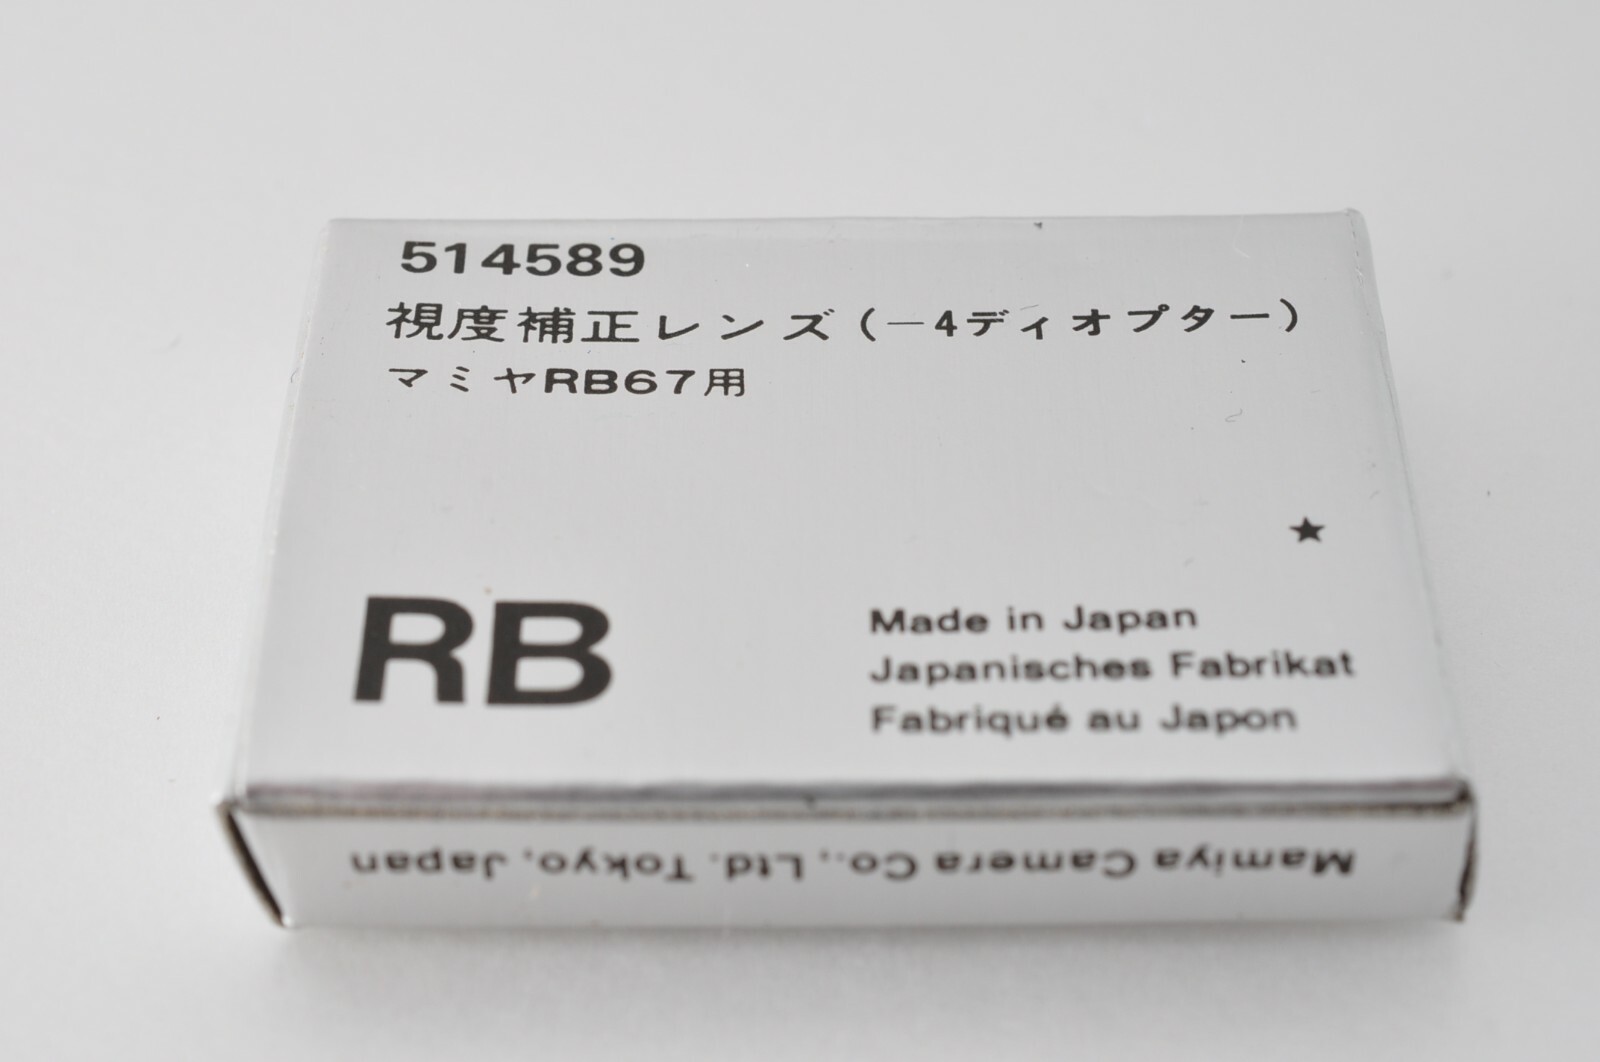 514589
視度補正レンズ(−4ディオプター)
マミヤRB67用
★
RB
Made in Japan
Japanisches Fabrikat
Fabriqué au Japon
Mamiya Camera Co., Ltd. Tokyo, Japan